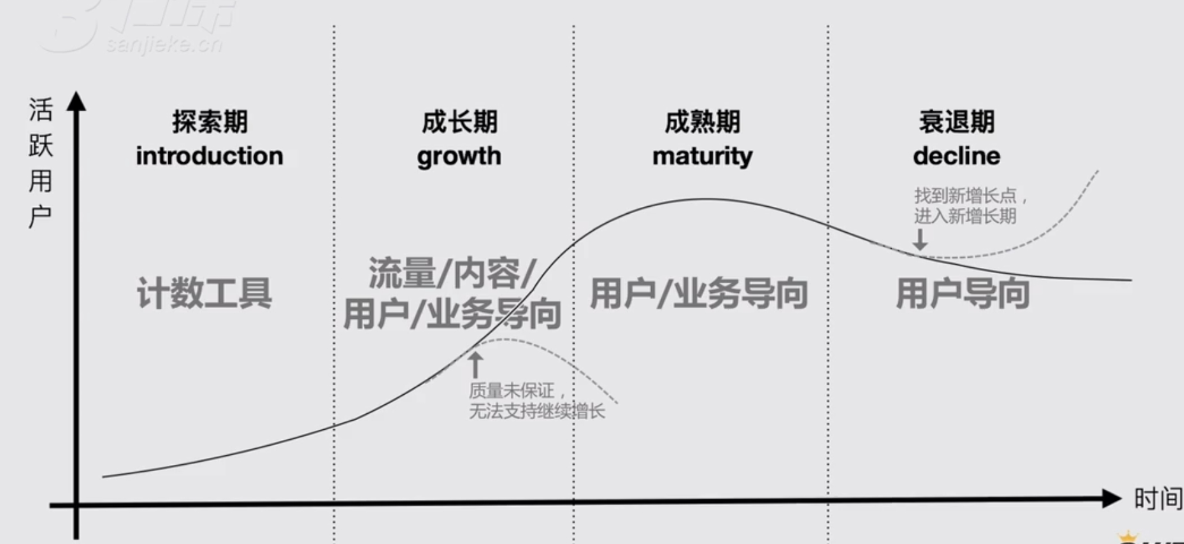 sanjieke.cn
活跃用户
探索期
introduction
成长期
growth
成熟期
maturity
衰退期
decline
找到新增长点，
进入新增长期
计数工具
流量/内容/
用户/业务导向
用户/业务导向
用户导向
质量未保证，
无法支持继续增长
时间